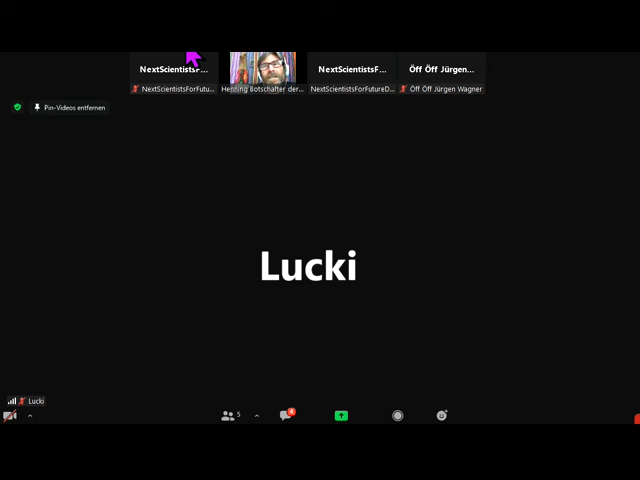 NextScientistsF...
NextScientistsF...
Öff Öff Jürgen...
NextScientistsForFutu...
Henning Botschafter der...
NextScientistsForFutureD...
Öff Öff Jürgen Wagner
Pin-Videos entfernen
Lucki
Lucki
5
4